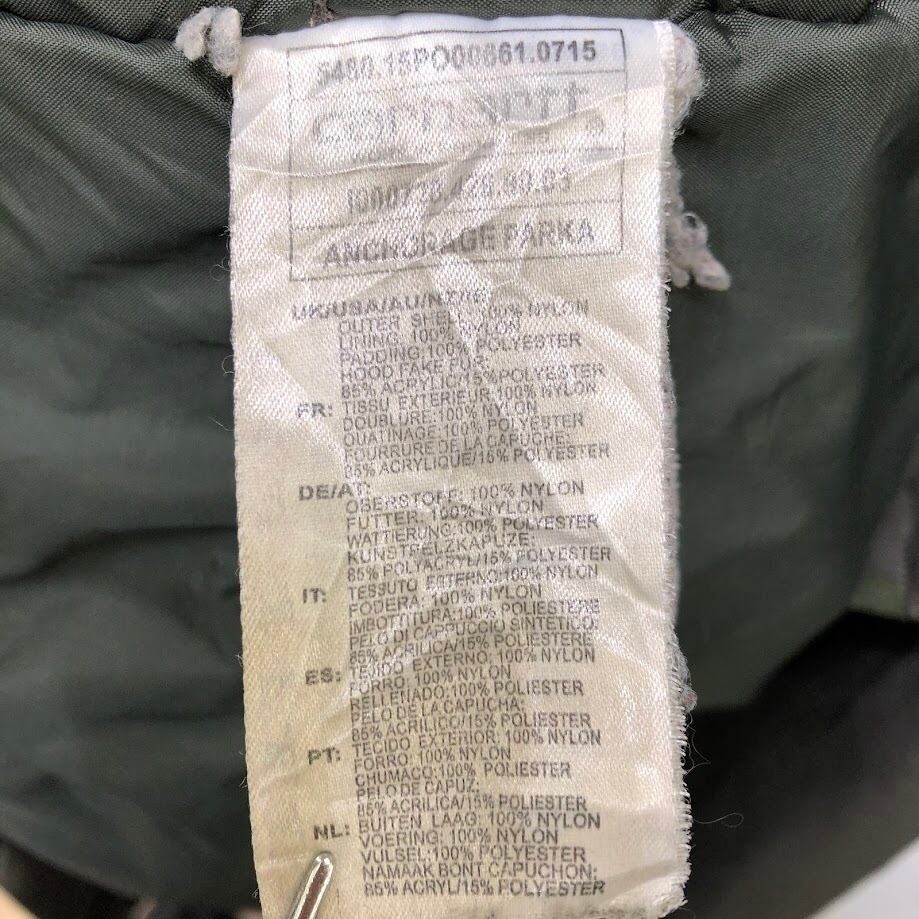 5480.15PO00661.0715
carhartt
ANCHORAGE PARKA
UK/USA/AU/NZ/IE
OUTER SHELL: 100% NYLON
LINING: 100% NYLON
PADDING:100% POLYESTER
HOOD FAKE FUR:
85% ACRYLIC/15%POLYESTER
FR: TISSU EXTERIEUR:100% NYLON
DOUBLURE:100% NYLON
OUATINAGE:100% POLYESTER
FOURRURE DE LA CAPUCHE:
85% ACRYLIQUE/15% POLYESTER
DE/AT:
OBERSTOFF: 100% NYLON
FUTTER: 100% NYLON
WATTIERUNG:100% POLYESTER
KUNSTPELZKAPUZE:
85% POLYACRYL/15% POLYESTER
IT: TESSUTO ESTERNO:100% NYLON
FODERA: 100% NYLON
IMBOTTITURA:100% POLIESTERE
PELO DI CAPPUCCIO SINTETICO:
85% ACRILICA/15% POLIESTERE
ES: TEJIDO EXTERNO: 100% NYLON
FORRO: 100% NYLON
RELLENADO:100% POLIESTER
PELO DE LA CAPUCHA:
85% ACRILICO/15% POLIESTER
PT: TECIDO EXTERIOR: 100% NYLON
FORRO: 100% NYLON
CHUMACO:100% POLIESTER
PELO DE CAPUZ:
85% ACRILICA/15% POLIESTER
NL: BUITEN LAAG: 100% NYLON
VOERING: 100% NYLON
VULSEL:100% POLYESTER
NAMAAK BONT CAPUCHON:
85% ACRYL/15% POLYESTER